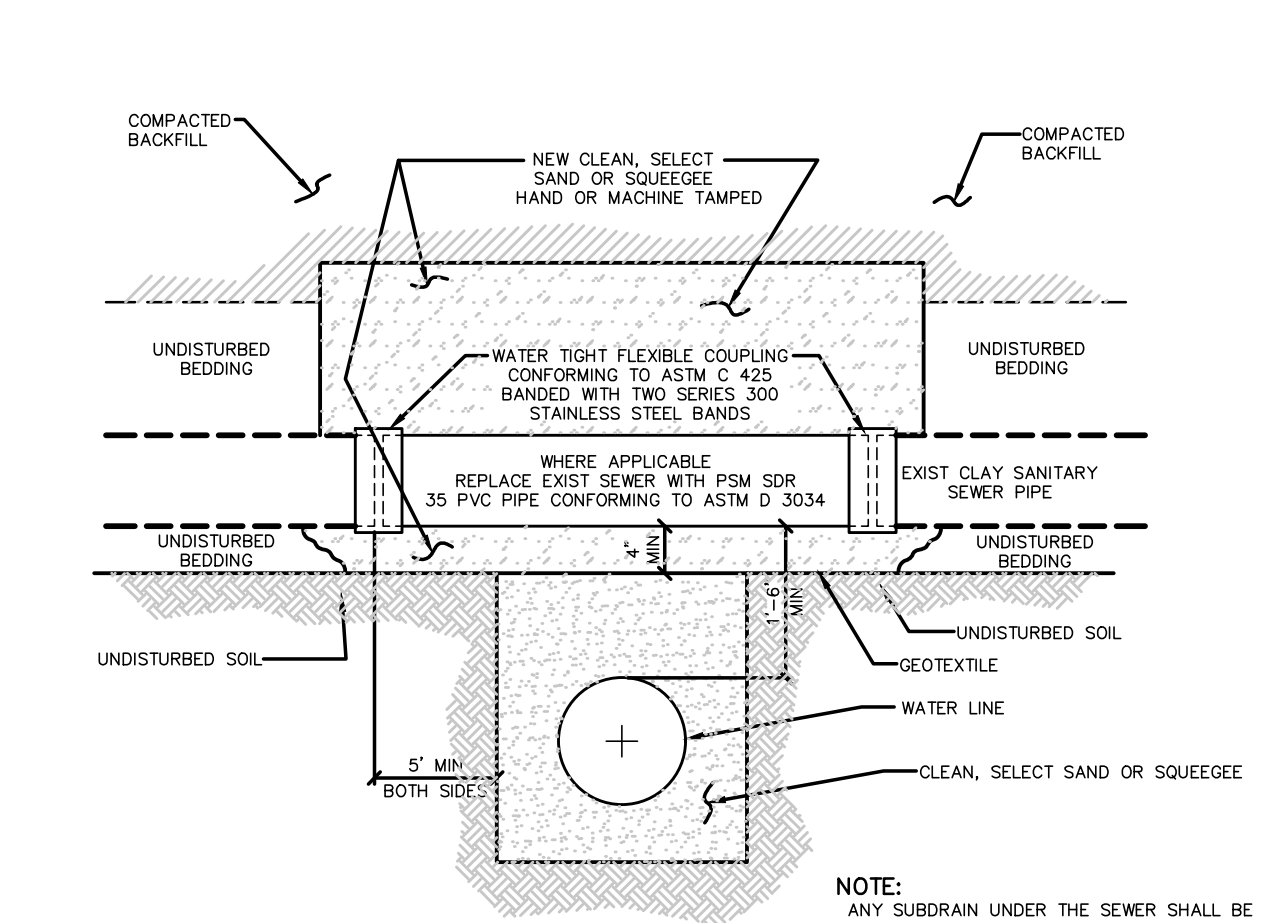 COMPACTED
BACKFILL
COMPACTED
BACKFILL
NEW CLEAN, SELECT
SAND OR SQUEEGEE
HAND OR MACHINE TAMPED
UNDISTURBED
BEDDING
WATER TIGHT FLEXIBLE COUPLING
CONFORMING TO ASTM C 425
BANDED WITH TWO SERIES 300
STAINLESS STEEL BANDS
UNDISTURBED
BEDDING
WHERE APPLICABLE
REPLACE EXIST SEWER WITH PSM SDR
35 PVC PIPE CONFORMING TO ASTM D 3034
EXIST CLAY SANITARY
SEWER PIPE
UNDISTURBED
BEDDING
4"
MIN
UNDISTURBED
BEDDING
1'-6"
MIN
UNDISTURBED SOIL
UNDISTURBED SOIL
GEOTEXTILE
WATER LINE
5' MIN
BOTH SIDES
CLEAN, SELECT SAND OR SQUEEGEE
NOTE:
ANY SUBDRAIN UNDER THE SEWER SHALL BE